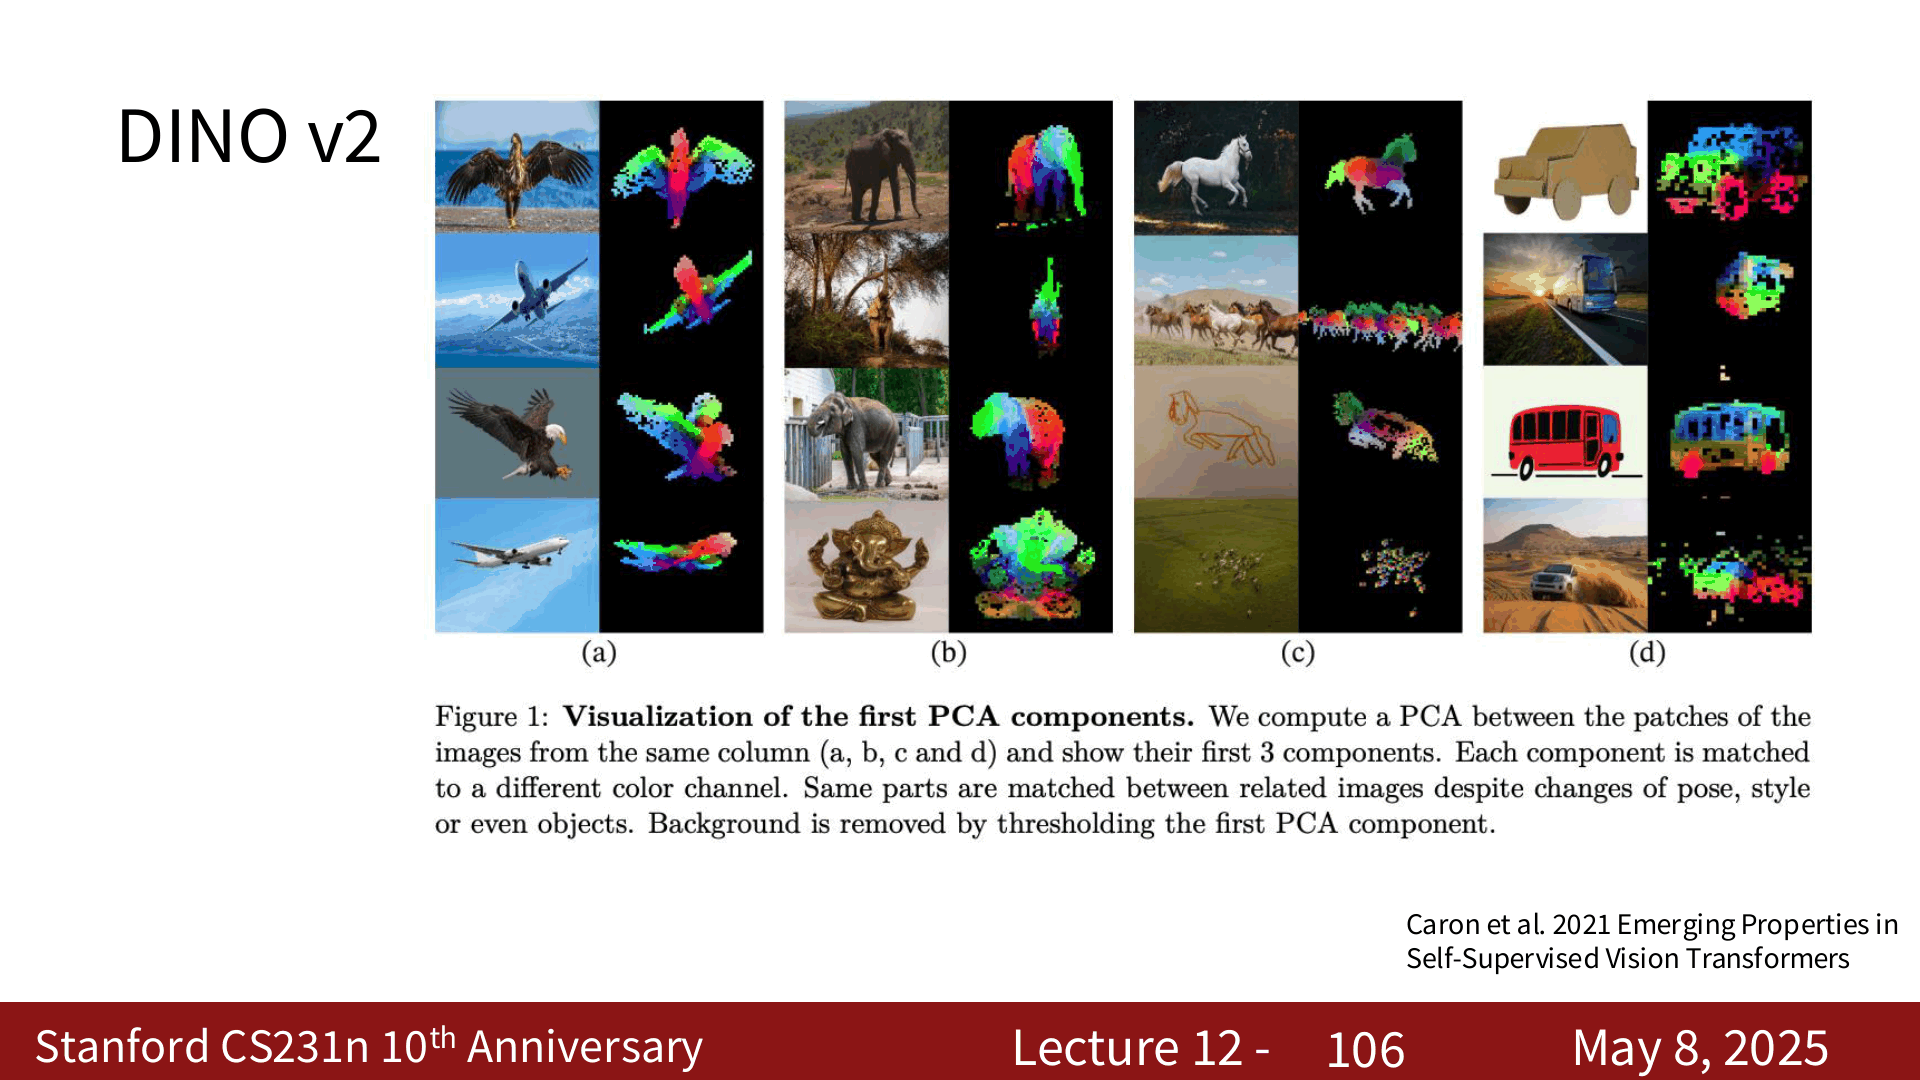 DINO v2
(a) (b) (c) (d)
Figure 1: Visualization of the first PCA components. We compute a PCA between the patches of the
images from the same column (a, b, c and d) and show their first 3 components. Each component is matched
to a different color channel. Same parts are matched between related images despite changes of pose, style
or even objects. Background is removed by thresholding the first PCA component.
Caron et al. 2021 Emerging Properties in
Self-Supervised Vision Transformers
Stanford CS231n 10th Anniversary Lecture 12 - 106 May 8, 2025